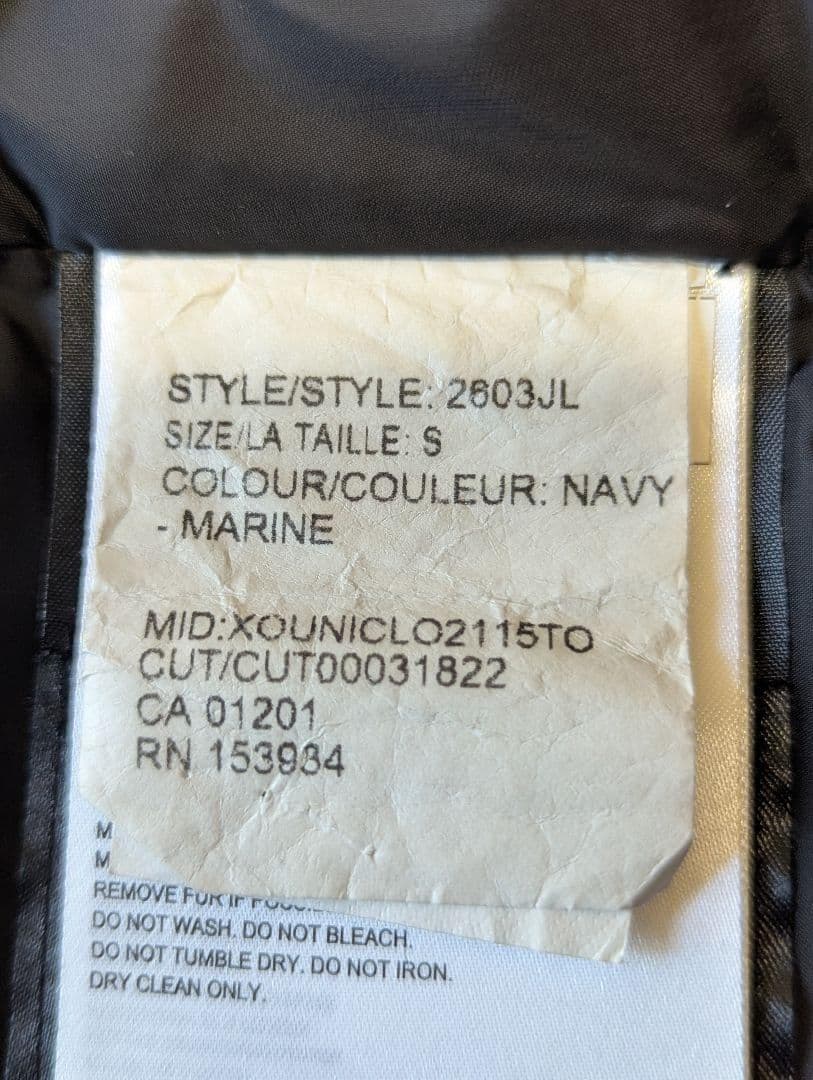 STYLE/STYLE: 2603JL
SIZE/LA TAILLE: S
COLOUR/COULEUR: NAVY
- MARINE
MID:XOUNICLO2115TO
CUT/CUT00031822
CA 01201
RN 153984
M
M
REMOVE FUR IF
DO NOT WASH. DO NOT BLEACH.
DO NOT TUMBLE DRY. DO NOT IRON.
DRY CLEAN ONLY.